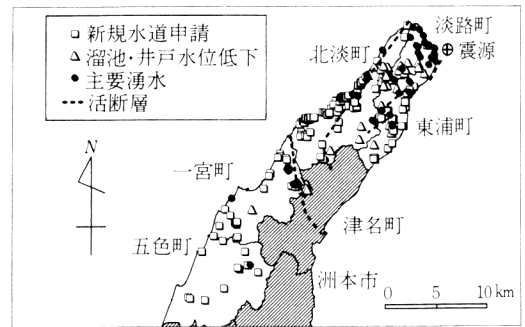 新規水道申請
溜池・井戸水位低下
主要湧水
活断層
淡路町
北淡町
震源
東浦町
N
一宮町
津名町
五色町
洲本市
0 5 10 km